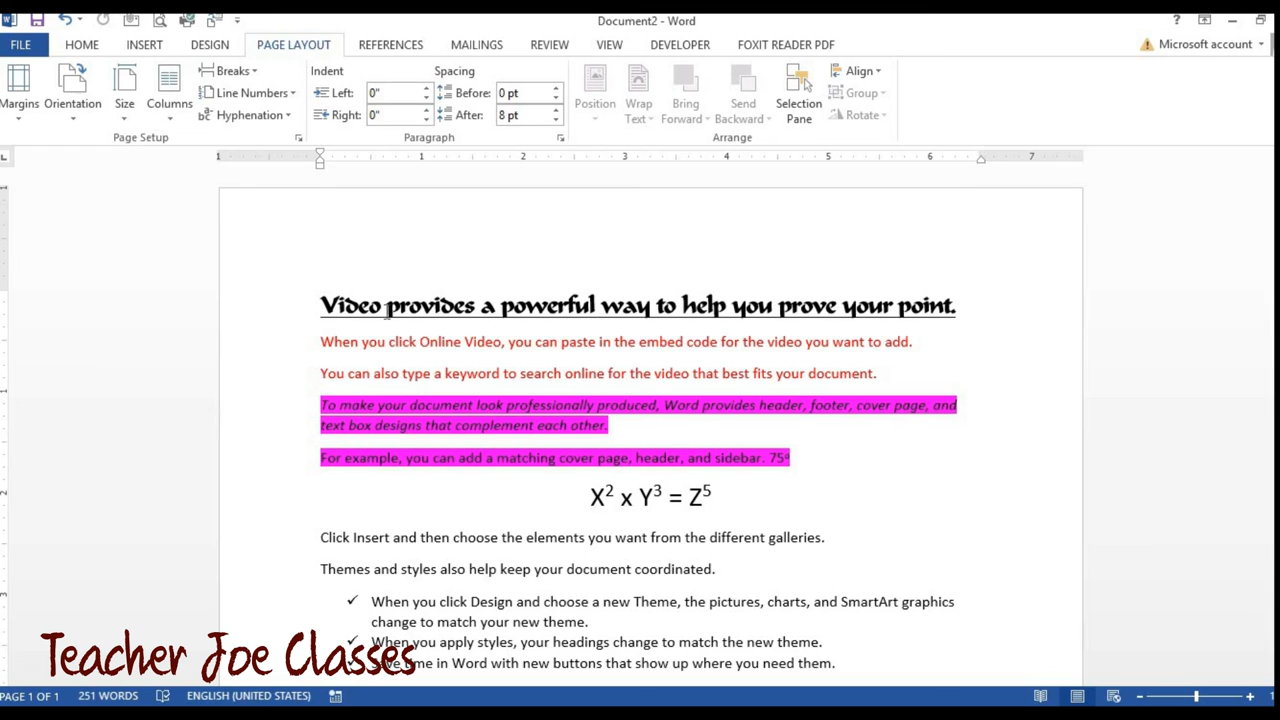 Document2 - Word
?
FILE HOME INSERT DESIGN PAGE LAYOUT REFERENCES MAILINGS REVIEW VIEW DEVELOPER FOXIT READER PDF Microsoft account
Margins Orientation Size Columns
Breaks
Line Numbers
Hyphenation
Page Setup
Indent
Left: 0"
Right: 0"
Spacing
Before: 0 pt
After: 8 pt
Paragraph
Position Wrap Text Bring Forward Send Backward Selection Pane
Align
Group
Rotate
Arrange
1 1 2 3 4 5 6 7
Video provides a powerful way to help you prove your point.
When you click Online Video, you can paste in the embed code for the video you want to add.
You can also type a keyword to search online for the video that best fits your document.
To make your document look professionally produced, Word provides header, footer, cover page, and
text box designs that complement each other.
For example, you can add a matching cover page, header, and sidebar. 75º
X² x Y³ = Z⁵
Click Insert and then choose the elements you want from the different galleries.
Themes and styles also help keep your document coordinated.
✓ When you click Design and choose a new Theme, the pictures, charts, and SmartArt graphics
change to match your new theme.
✓ When you apply styles, your headings change to match the new theme.
time in Word with new buttons that show up where you need them.
Teacher Joe Classes
PAGE 1 OF 1 251 WORDS ENGLISH (UNITED STATES)